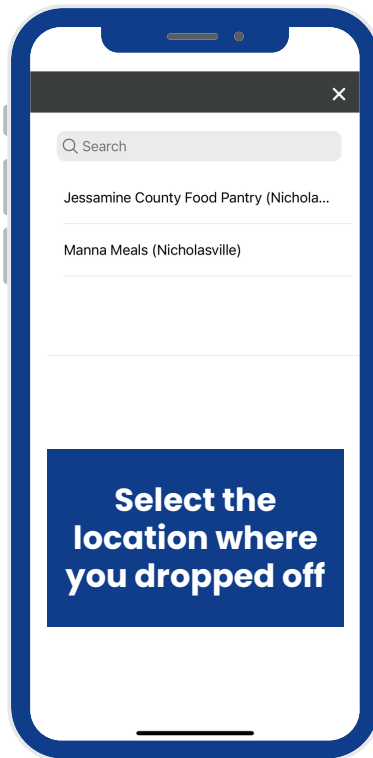 Search
Jessamine County Food Pantry (Nichola...
Manna Meals (Nicholasville)
Select the
location where
you dropped off